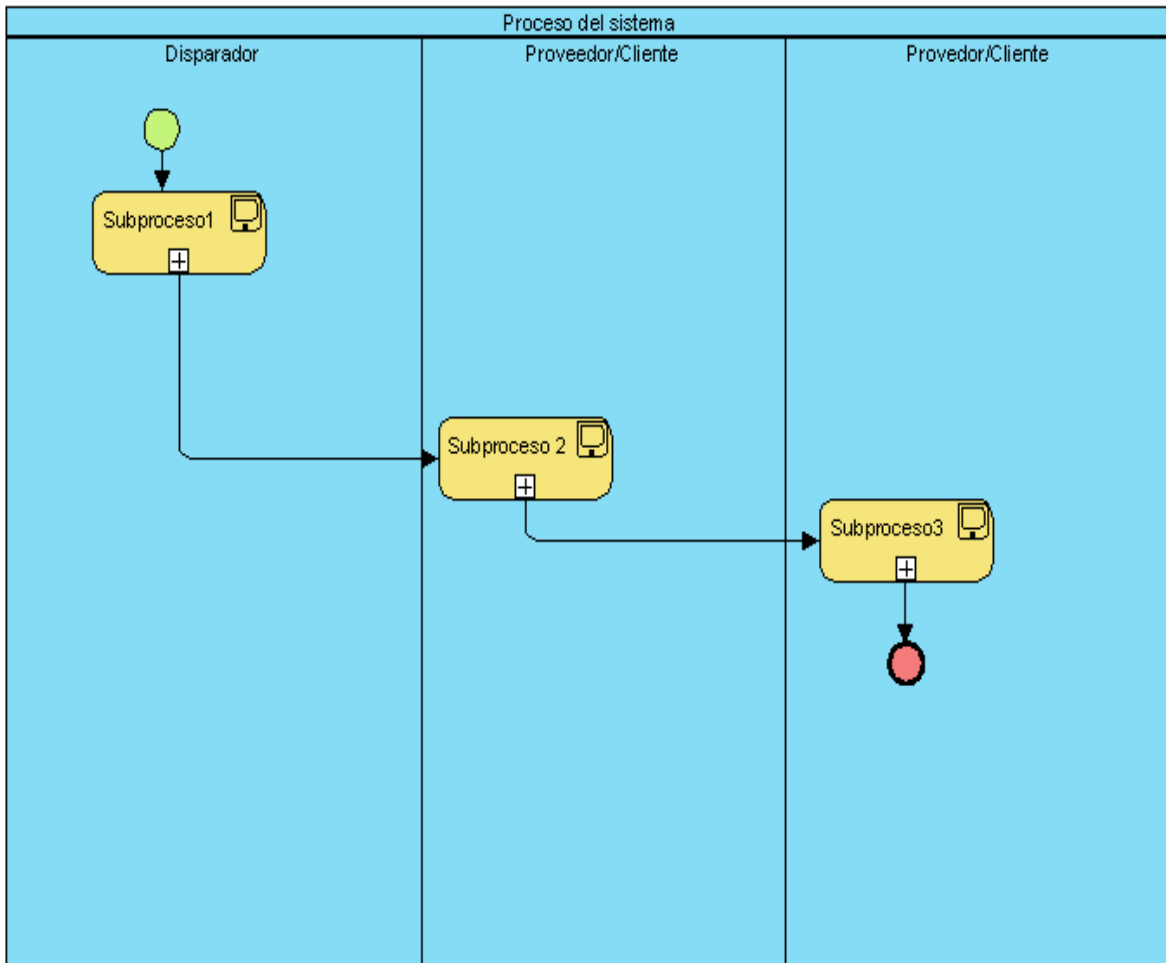 Proceso del sistema
Disparador
Proveedor/Cliente
Provedor/Cliente
Subproceso1
Subproceso 2
Subproceso3